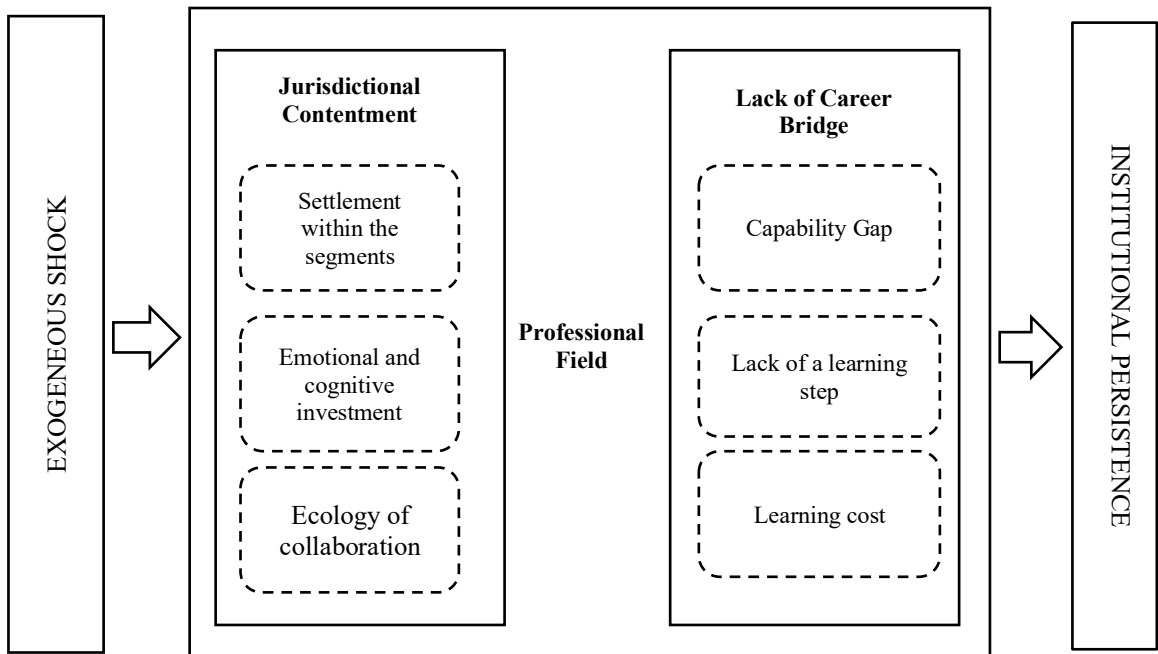 EXOGENEOUS SHOCK
Jurisdictional
Contentment
Settlement
within the
segments
Emotional and
cognitive
investment
Ecology of
collaboration
Professional
Field
Lack of Career
Bridge
Capability Gap
Lack of a learning
step
Learning cost
INSTITUTIONAL PERSISTENCE